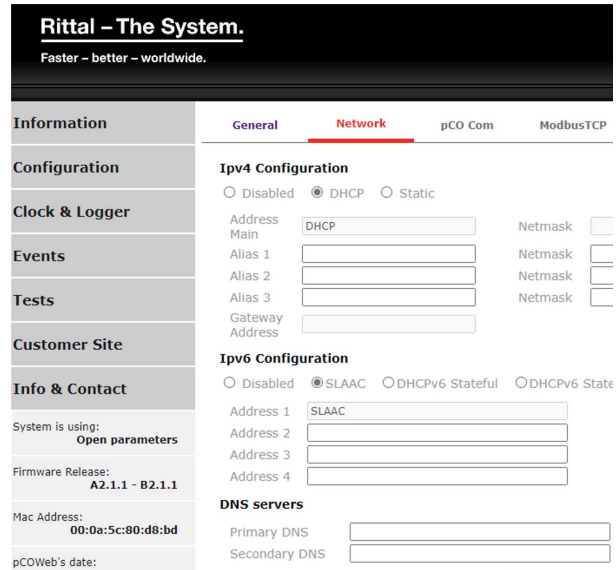 Rittal – The System.
Faster – better – worldwide.
Information
Configuration
Clock & Logger
Events
Tests
Customer Site
Info & Contact
System is using:
Open parameters
Firmware Release:
A2.1.1 - B2.1.1
Mac Address:
00:0a:5c:80:d8:bd
pCOWeb's date:
General Network pCO Com ModbusTCP
Ipv4 Configuration
Disabled DHCP Static
Address Main DHCP Netmask
Alias 1 Netmask
Alias 2 Netmask
Alias 3 Netmask
Gateway Address
Ipv6 Configuration
Disabled SLAAC DHCPv6 Stateful DHCPv6 State
Address 1 SLAAC
Address 2
Address 3
Address 4
DNS servers
Primary DNS
Secondary DNS